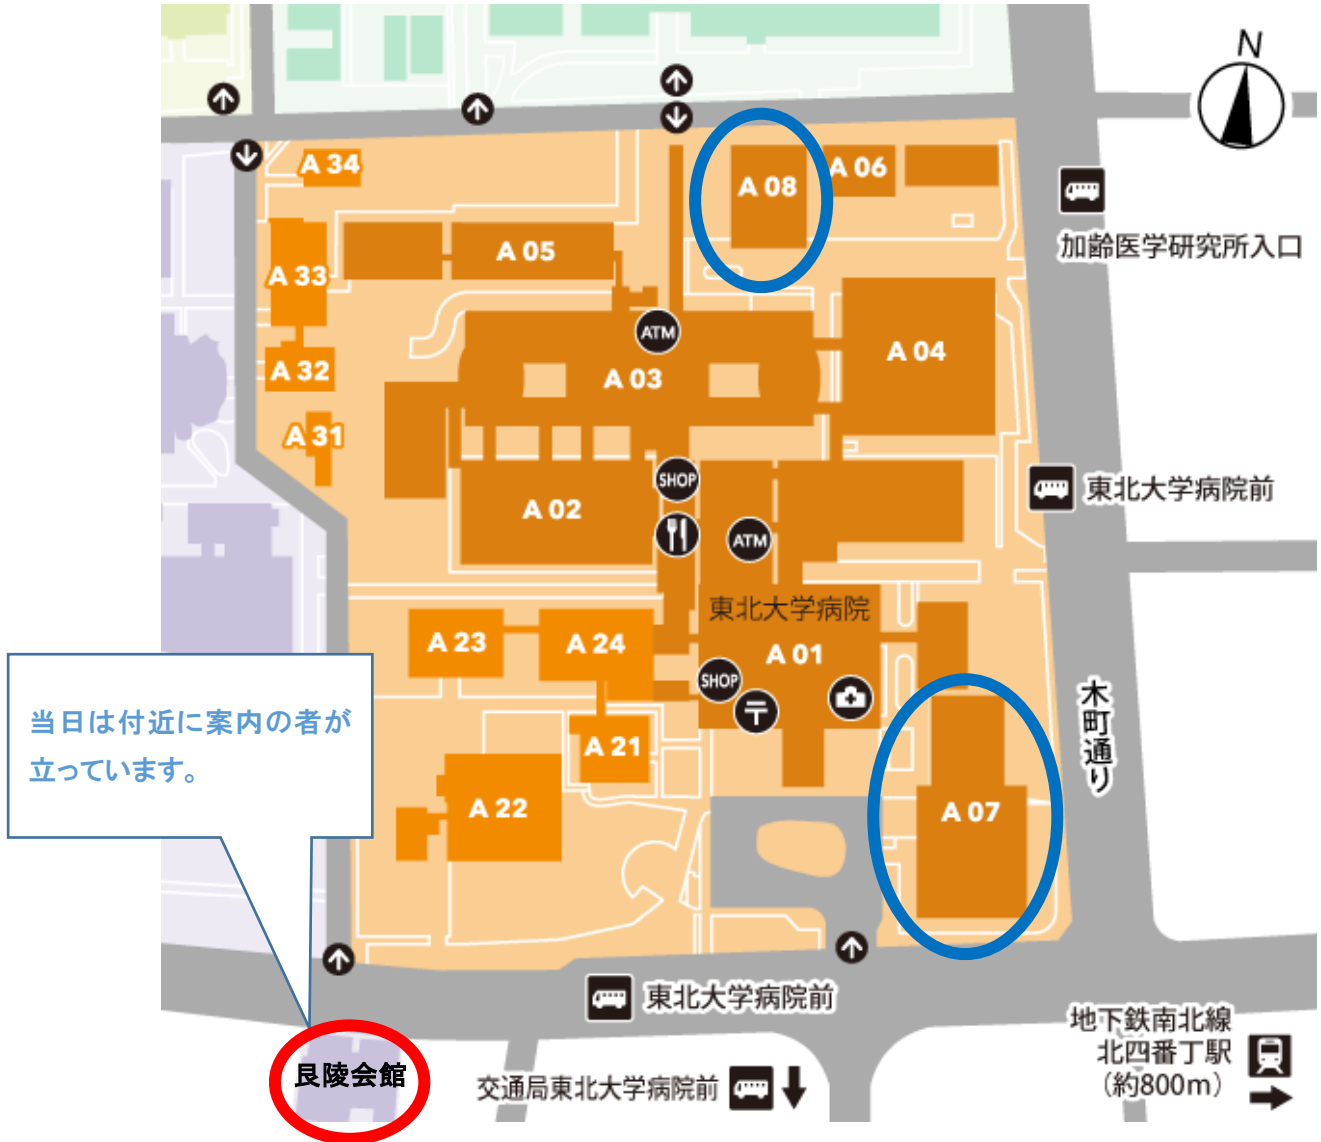 N
A 34
A 08
A 06
加齢医学研究所入口
A 05
A 33
ATM
A 04
A 32
A 03
A 31
SHOP
東北大学病院前
A 02
ATM
東北大学病院
A 23
A 24
A 01
SHOP
〒
木町通り
当日は付近に案内の者が
立っています。
A 21
A 22
A 07
東北大学病院前
地下鉄南北線
北四番丁駅
（約800m）
艮陵会館
交通局東北大学病院前